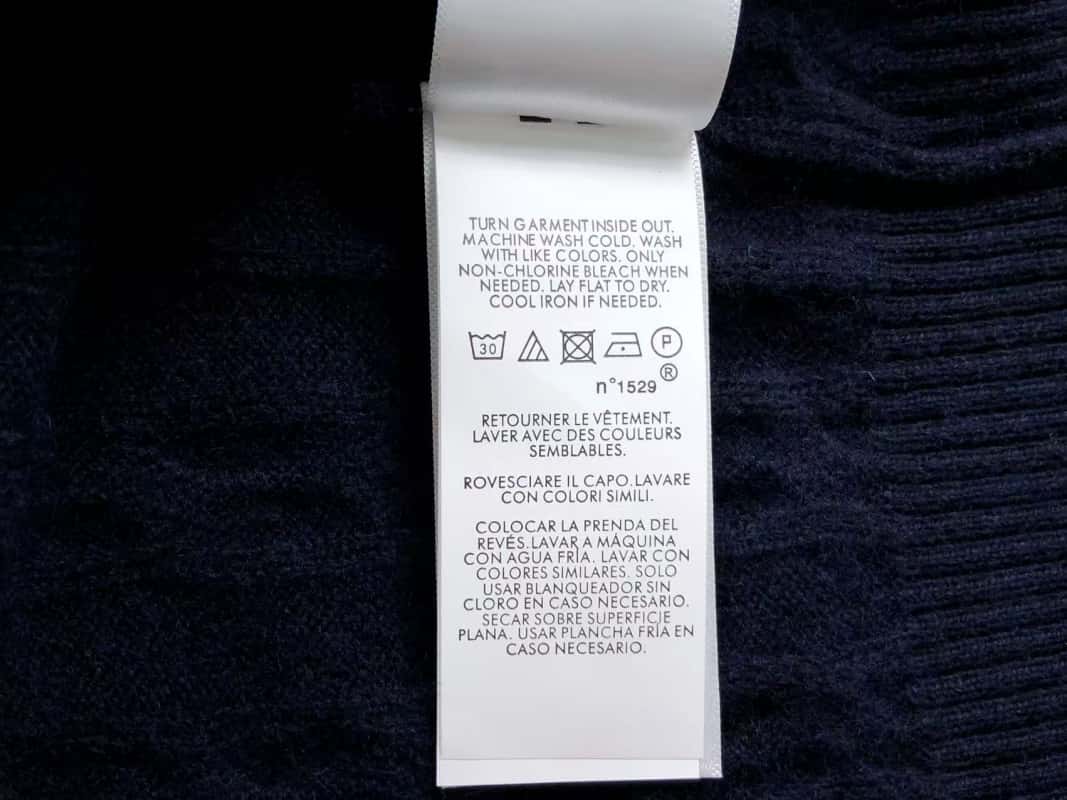 TURN GARMENT INSIDE OUT.
MACHINE WASH COLD, WASH
WITH LIKE COLORS. ONLY
NON-CHLORINE BLEACH WHEN
NEEDED. LAY FLAT TO DRY.
COOL IRON IF NEEDED.
30 P
n°1529 ®
RETOURNER LE VÊTEMENT.
LAVER AVEC DES COULEURS
SEMBLABLES.
ROVESCIARE IL CAPO.LAVARE
CON COLORI SIMILI.
COLOCAR LA PRENDA DEL
REVÉS.LAVAR A MÁQUINA
CON AGUA FRÍA. LAVAR CON
COLORES SIMILARES. SOLO
USAR BLANQUEADOR SIN
CLORO EN CASO NECESARIO.
SECAR SOBRE SUPERFICIE
PLANA. USAR PLANCHA FRÍA EN
CASO NECESARIO.